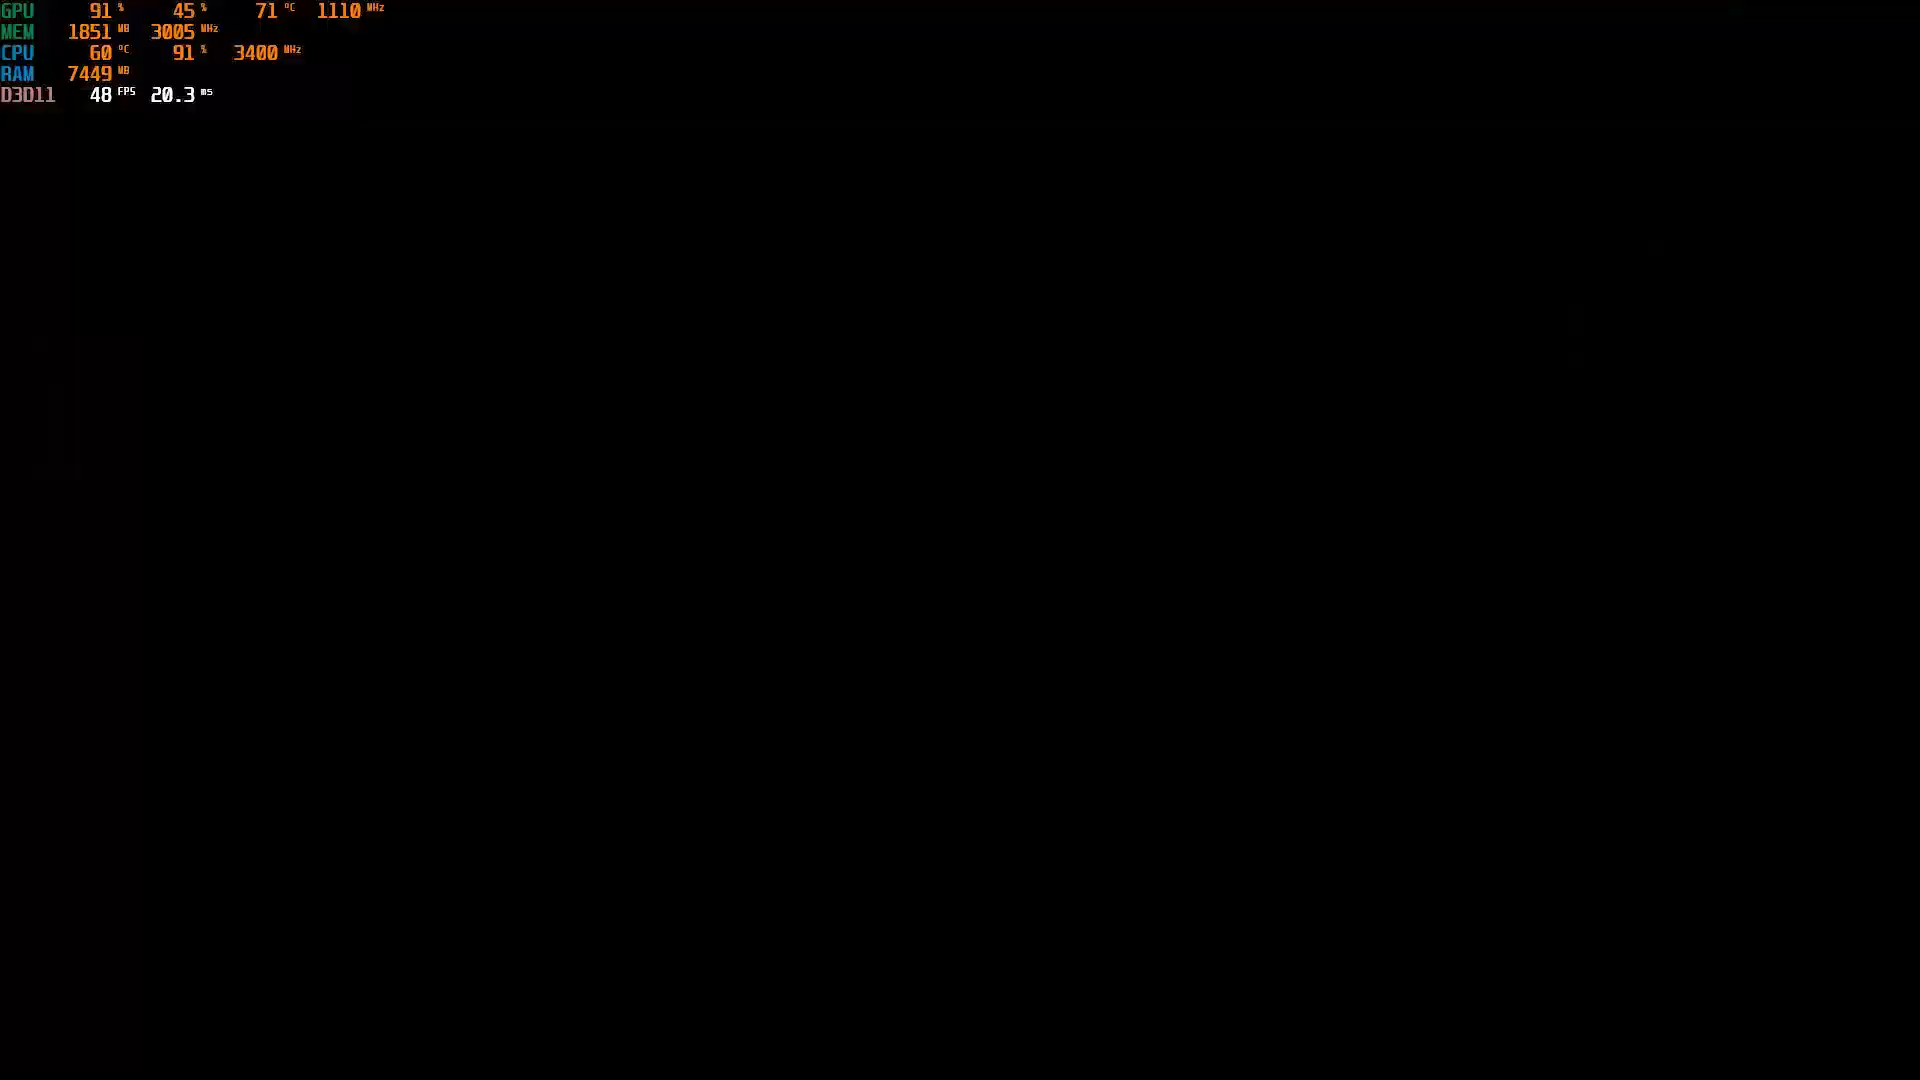 GPU 91 % 45 % 71 °C 1110 MHz
MEM 1851 MB 3005 MHz
CPU 60 °C 91 % 3400 MHz
RAM 7449 MB
D3D11 48 FPS 20.3 ms